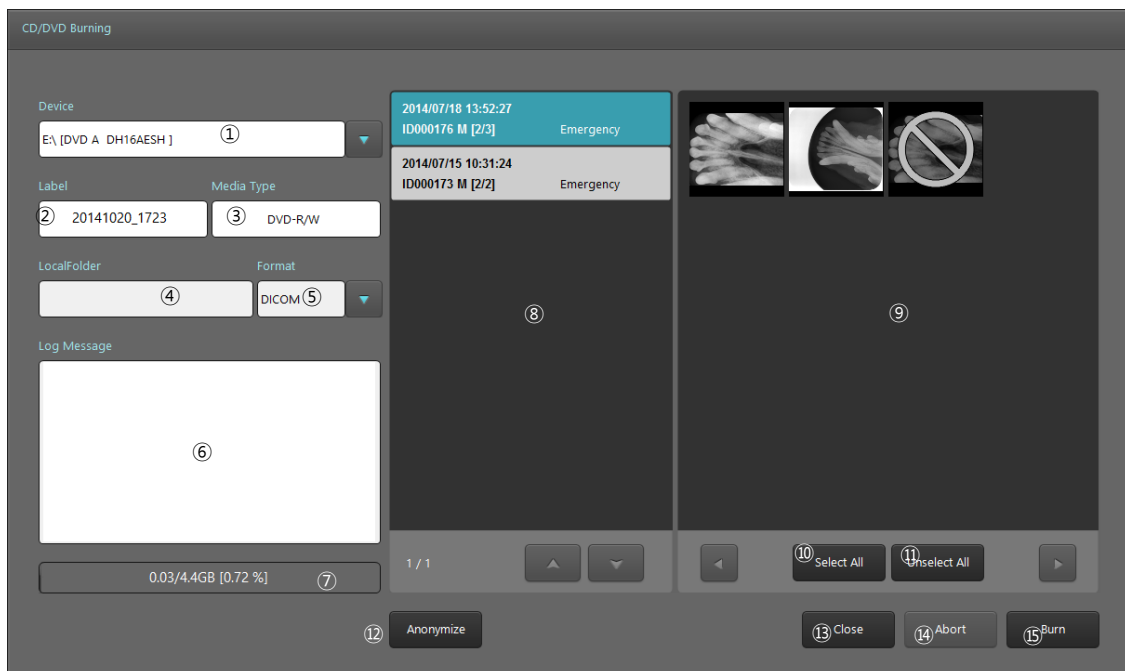 CD/DVD Burning
Device
E:\ [DVD A DH16AESH ] ①
Label Media Type
② 20141020_1723 ③ DVD-R/W
LocalFolder Format
④ DICOM ⑤
Log Message
⑥
0.03/4.4GB [0.72 %] ⑦
2014/07/18 13:52:27
ID000176 M [2/3] Emergency
2014/07/15 10:31:24
ID000173 M [2/2] Emergency
⑧
1 / 1
⑨
⑩ Select All ⑪ Unselect All
⑫ Anonymize
⑬ Close ⑭ Abort ⑮ Burn